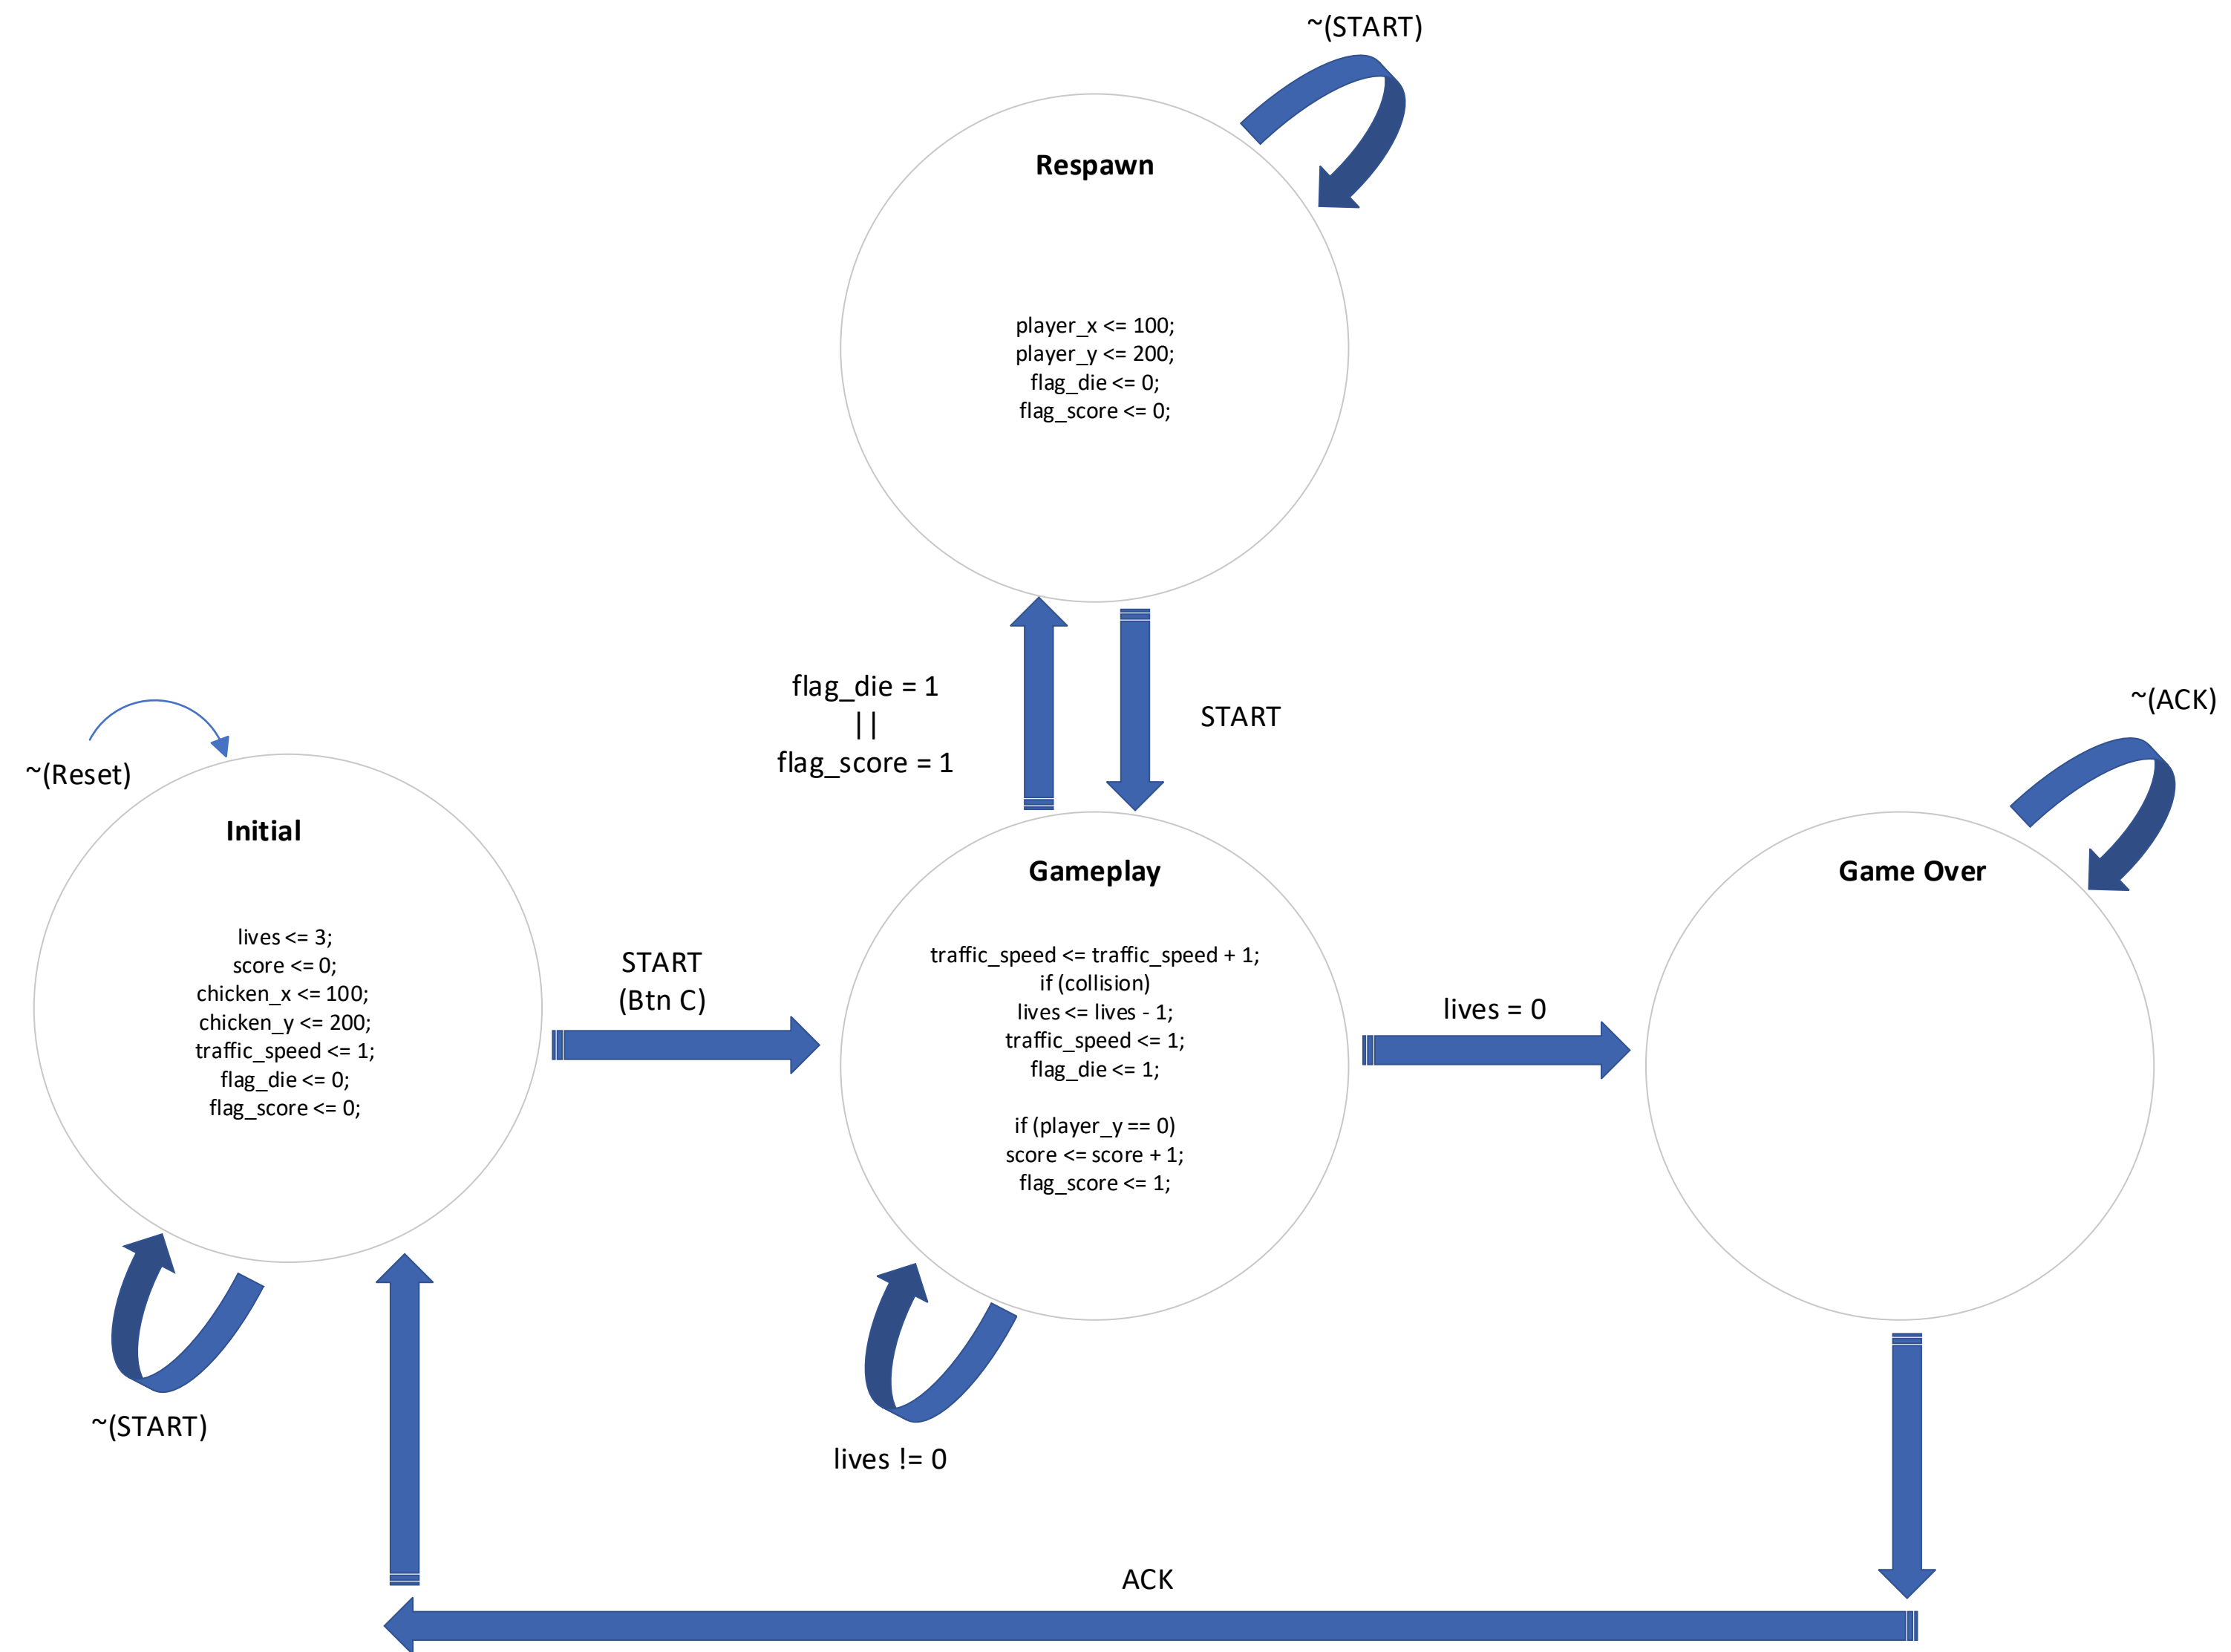 ~(START)
Respawn
player_x <= 100;
player_y <= 200;
flag_die <= 0;
flag_score <= 0;
flag_die = 1
||
flag_score = 1
START
~(ACK)
~(Reset)
Initial
lives <= 3;
score <= 0;
chicken_x <= 100;
chicken_y <= 200;
traffic_speed <= 1;
flag_die <= 0;
flag_score <= 0;
START
(Btn C)
Gameplay
traffic_speed <= traffic_speed + 1;
if (collision)
lives <= lives - 1;
traffic_speed <= 1;
flag_die <= 1;
if (player_y == 0)
score <= score + 1;
flag_score <= 1;
lives = 0
Game Over
~(START)
lives != 0
ACK